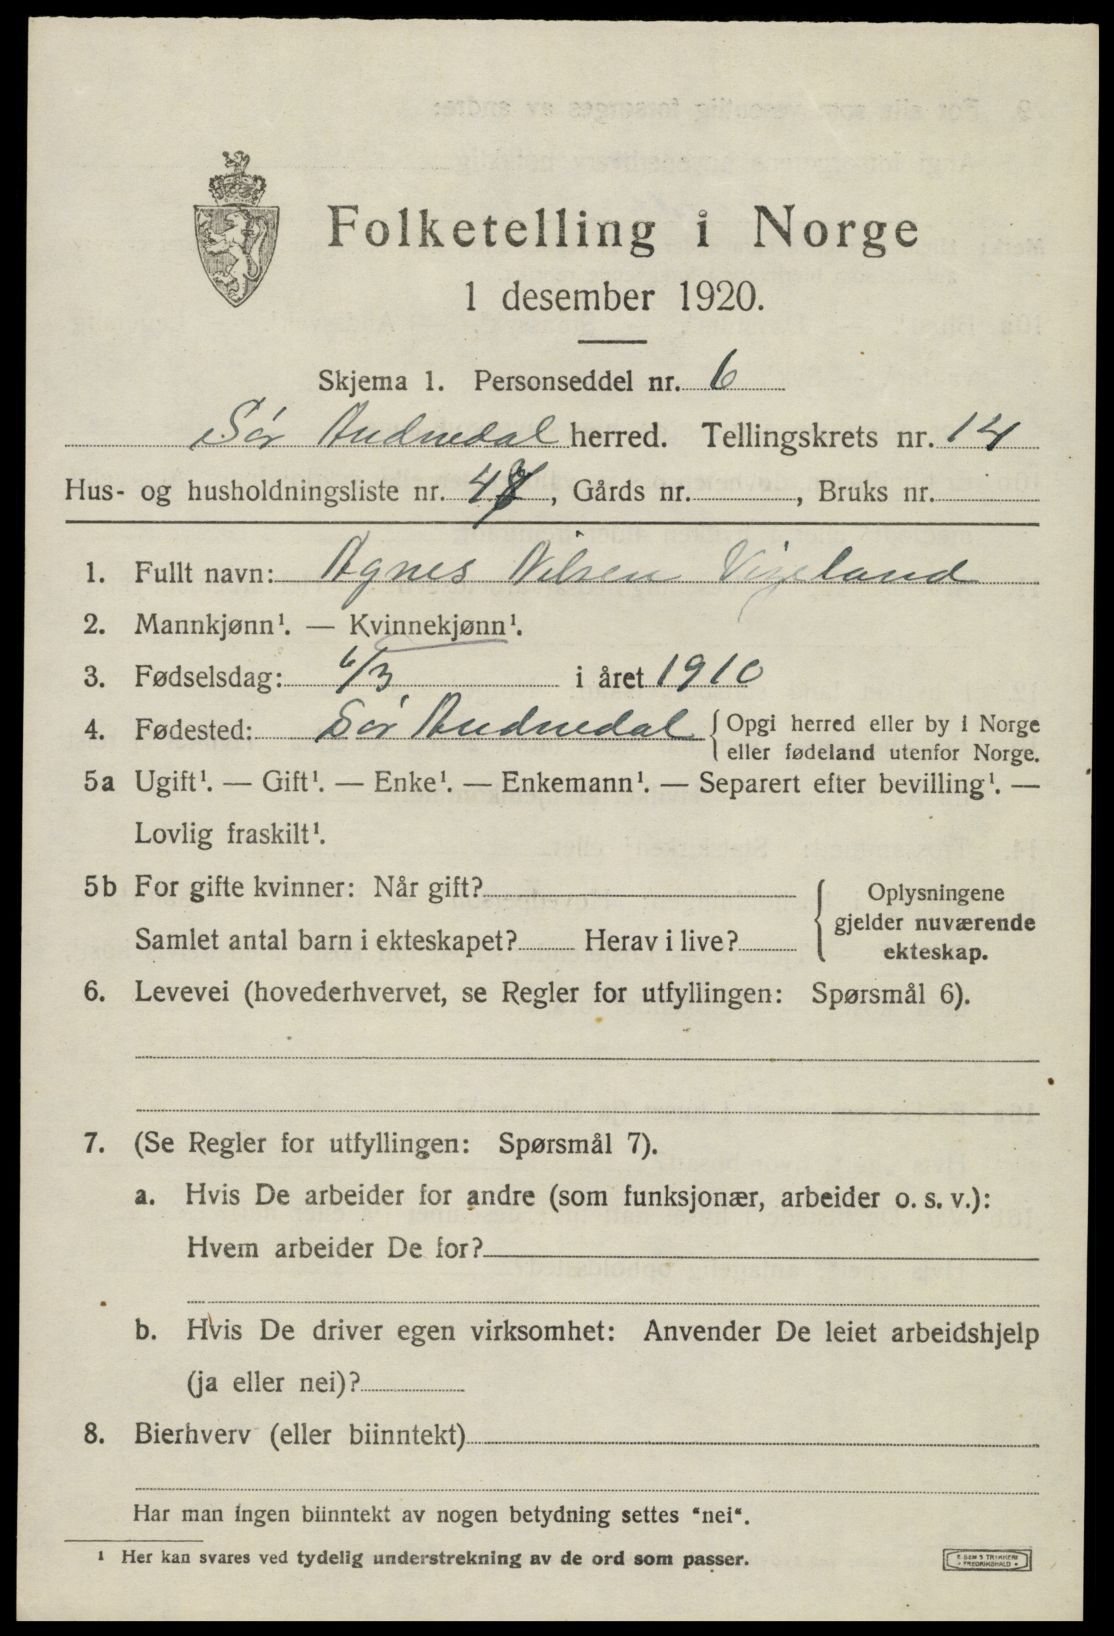 Folketelling i Norge
1 desember 1920.
Skjema 1. Personseddel nr. 6
Sør Audnedal herred. Tellingskrets nr. 14
Hus- og husholdningsliste nr. 4, Gårds nr. , Bruks nr.
1. Fullt navn: Agnes Nilsen Vigeland
2. Mannkjønn¹. — Kvinnekjønn¹.
3. Fødselsdag: 6/3 i året 1910
4. Fødested: Sør Audnedal { Opgi herred eller by i Norge
eller fødeland utenfor Norge.
5a Ugift¹. — Gift¹. — Enke¹. — Enkemann¹. — Separert efter bevilling¹. —
Lovlig fraskilt¹.
5b For gifte kvinner: Når gift? { Oplysningene
gjelder nuværende
Samlet antal barn i ekteskapet? Herav i live?
ekteskap.
6. Levevei (hovederhvervet, se Regler for utfyllingen: Spørsmål 6).
7. (Se Regler for utfyllingen: Spørsmål 7).
a. Hvis De arbeider for andre (som funksjonær, arbeider o. s. v.):
Hvem arbeider De for?
b. Hvis De driver egen virksomhet: Anvender De leiet arbeidshjelp
(ja eller nei)?
8. Bierhverv (eller biinntekt)
Har man ingen biinntekt av nogen betydning settes "nei".
¹ Her kan svares ved tydelig understrekning av de ord som passer.